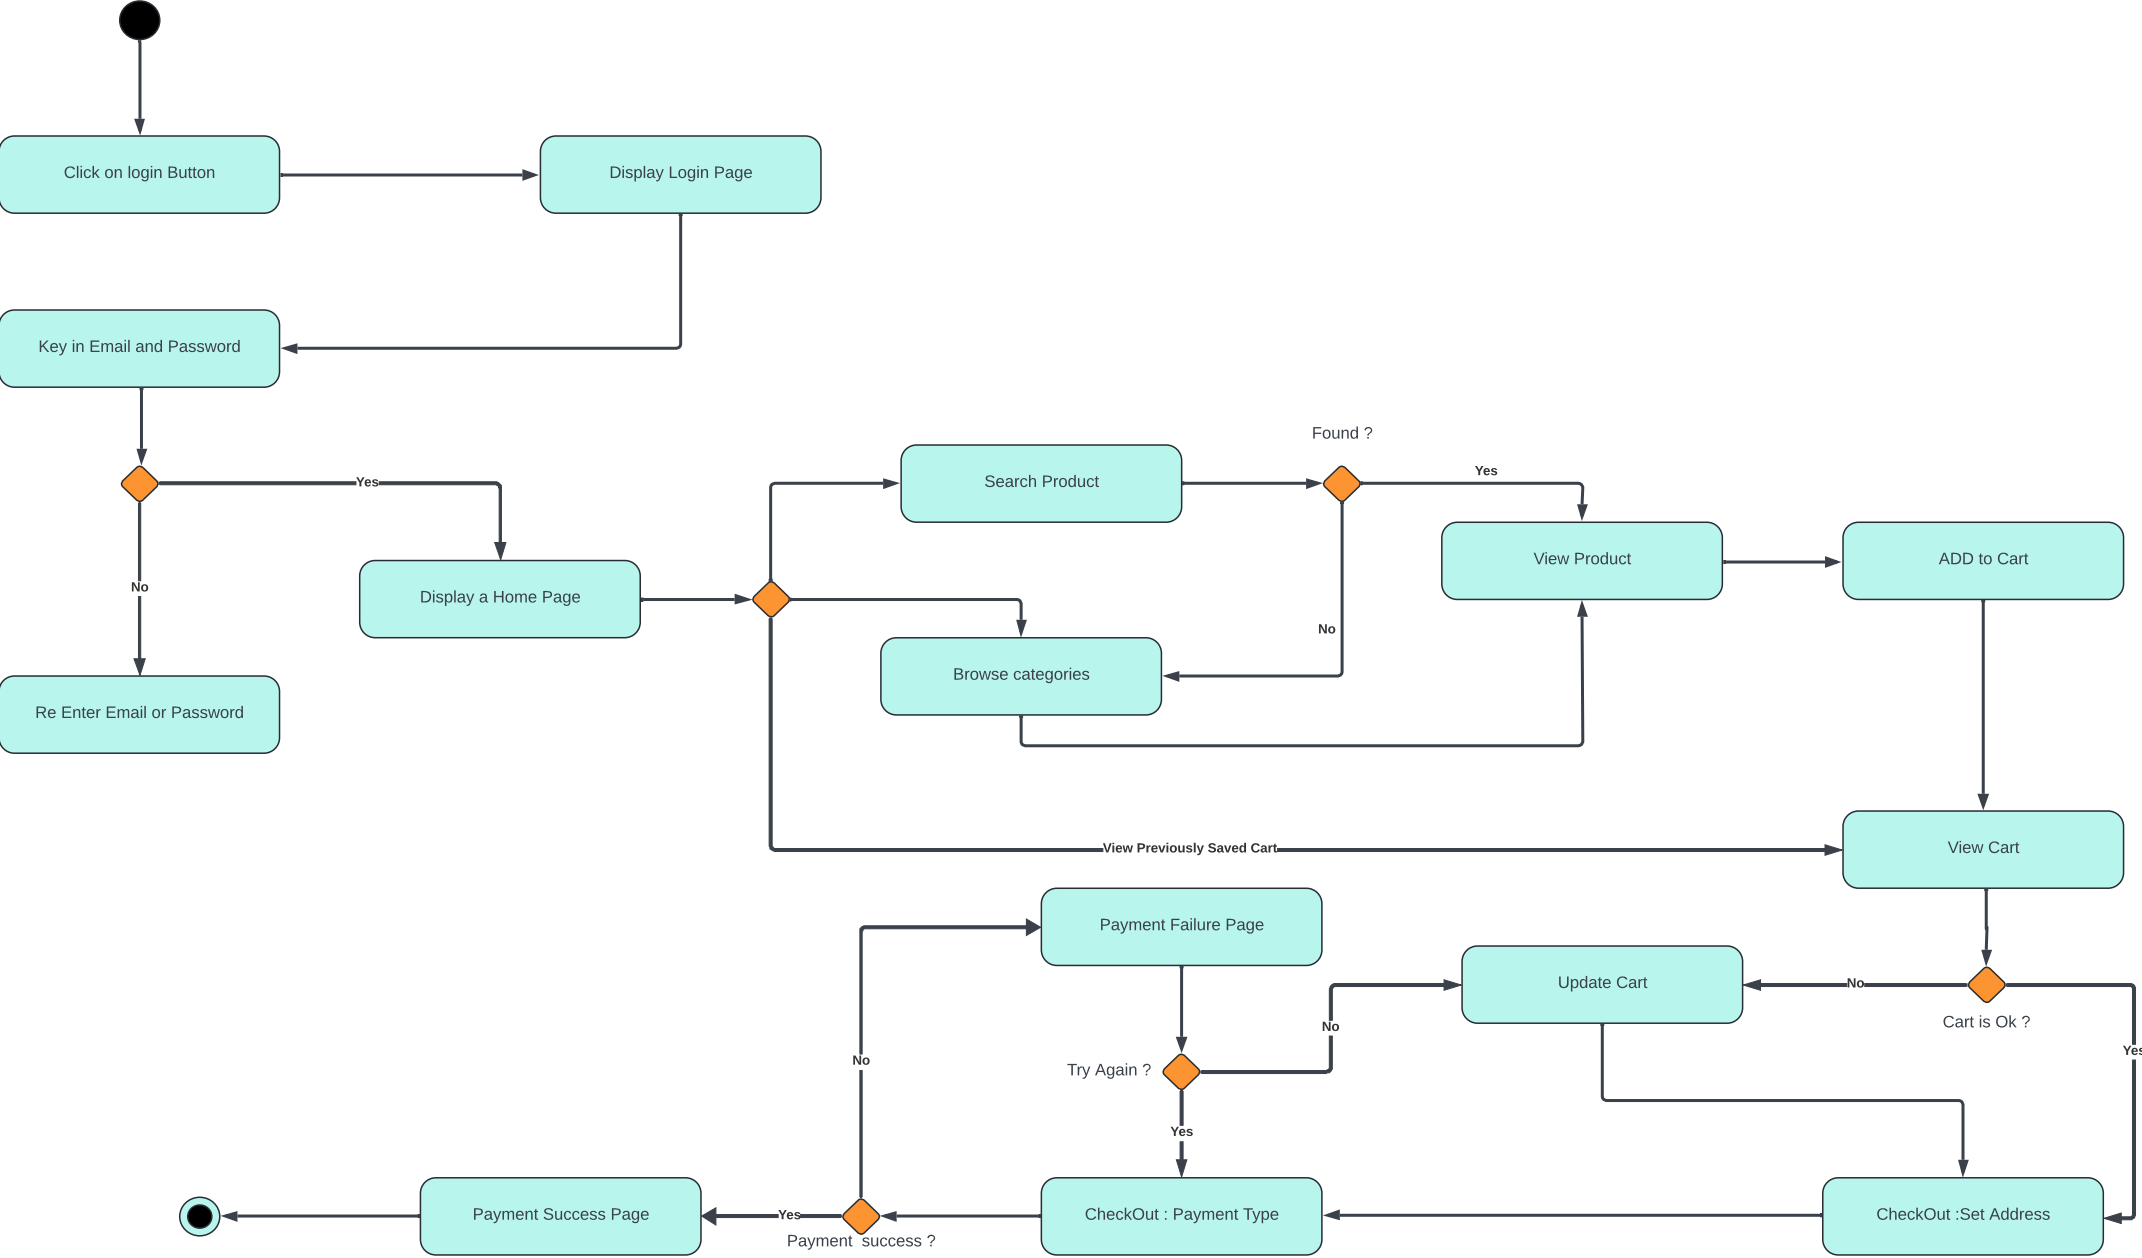 Click on login Button
Display Login Page
Key in Email and Password
Found ?
Search Product
Yes
Yes
View Product
ADD to Cart
No
Display a Home Page
No
Browse categories
Re Enter Email or Password
View Previously Saved Cart
View Cart
Payment Failure Page
Update Cart
No
Cart is Ok ?
No
No
Try Again ?
Yes
Yes
Payment Success Page
Yes
Payment  success ?
CheckOut : Payment Type
CheckOut :Set Address